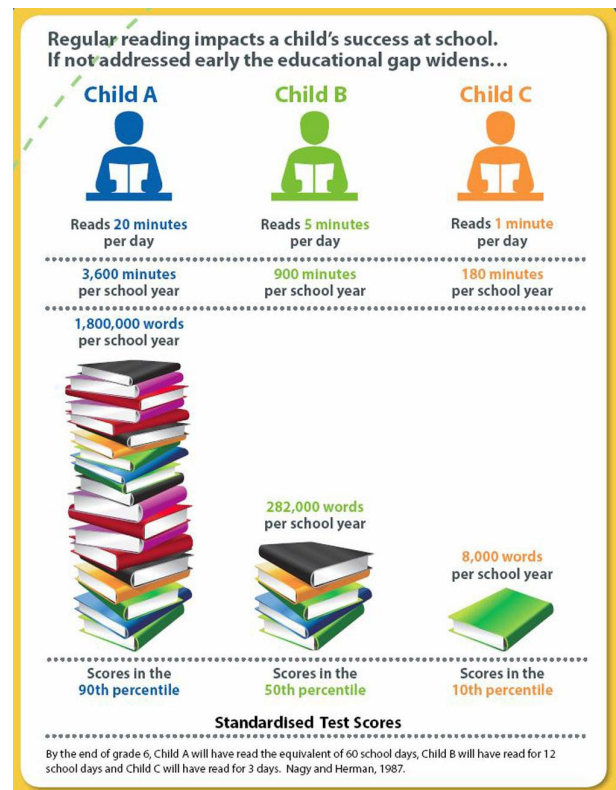 Regular reading impacts a child's success at school.
If not addressed early the educational gap widens...
Child A
Child B
Child C
Reads 20 minutes
per day
Reads 5 minutes
per day
Reads 1 minute
per day
3,600 minutes
per school year
900 minutes
per school year
180 minutes
per school year
1,800,000 words
per school year
282,000 words
per school year
8,000 words
per school year
Scores in the
90th percentile
Scores in the
50th percentile
Scores in the
10th percentile
Standardised Test Scores
By the end of grade 6, Child A will have read the equivalent of 60 school days, Child B will have read for 12
school days and Child C will have read for 3 days. Nagy and Herman, 1987.